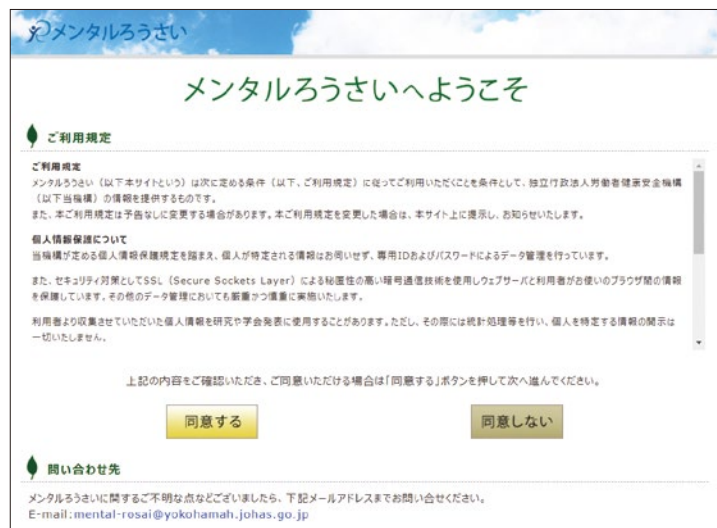 メンタルろうさい
メンタルろうさいへようこそ
ご利用規定
ご利用規定
メンタルろうさい（以下本サイトという）は次に定める条件（以下、ご利用規定）に従ってご利用いただくことを条件として、独立行政法人労働者健康安全機構
（以下当機構）の情報を提供するものです。
また、本ご利用規定は予告なしに変更する場合があります。本ご利用規定を変更した場合は、本サイト上に提示し、お知らせいたします。
個人情報保護について
当機構が定める個人情報保護規定を踏まえ、個人が特定される情報はお伺いせず、専用IDおよびパスワードによるデータ管理を行っています。
また、セキュリティ対策としてSSL（Secure Sockets Layer）による秘匿性の高い暗号通信技術を使用しウェブサーバと利用者がお使いのブラウザ間の情報
を保護しています。その他のデータ管理においても厳重かつ慎重に実施いたします。
利用者より収集させていただいた個人情報を研究や学会発表に使用することがあります。ただし、その際には統計処理等を行い、個人を特定する情報の開示は
一切いたしません。
上記の内容をご確認いただき、ご同意いただける場合は「同意する」ボタンを押して次へ進んでください。
同意する 同意しない
問い合わせ先
メンタルろうさいに関するご不明な点などございましたら、下記メールアドレスまでお問い合せください。
E-mail:mental-rosai@yokohamah.johas.go.jp